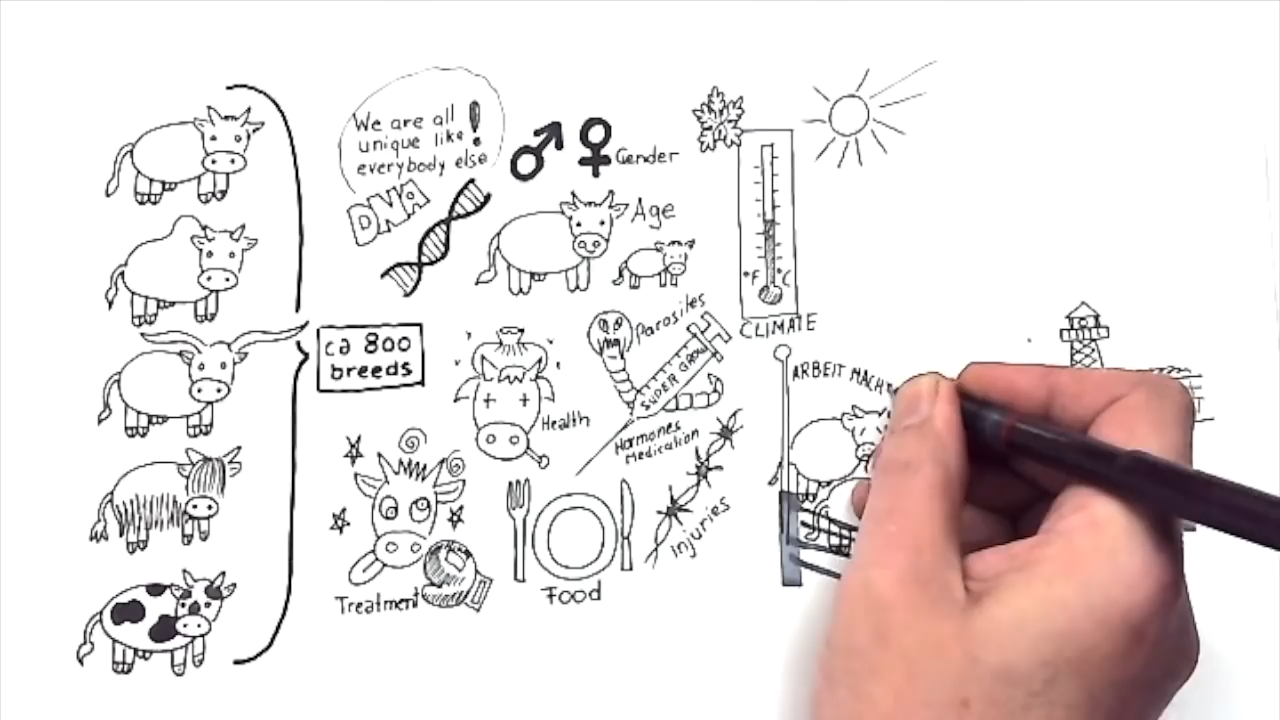 We are all
unique like !
everybody else
DNA
Gender
Age
°F °C
CLIMATE
ca 800
breeds
Health
Parasites
SUPER GROW
Hormones
Medication
Injuries
Treatment
Food
ARBEIT MACH